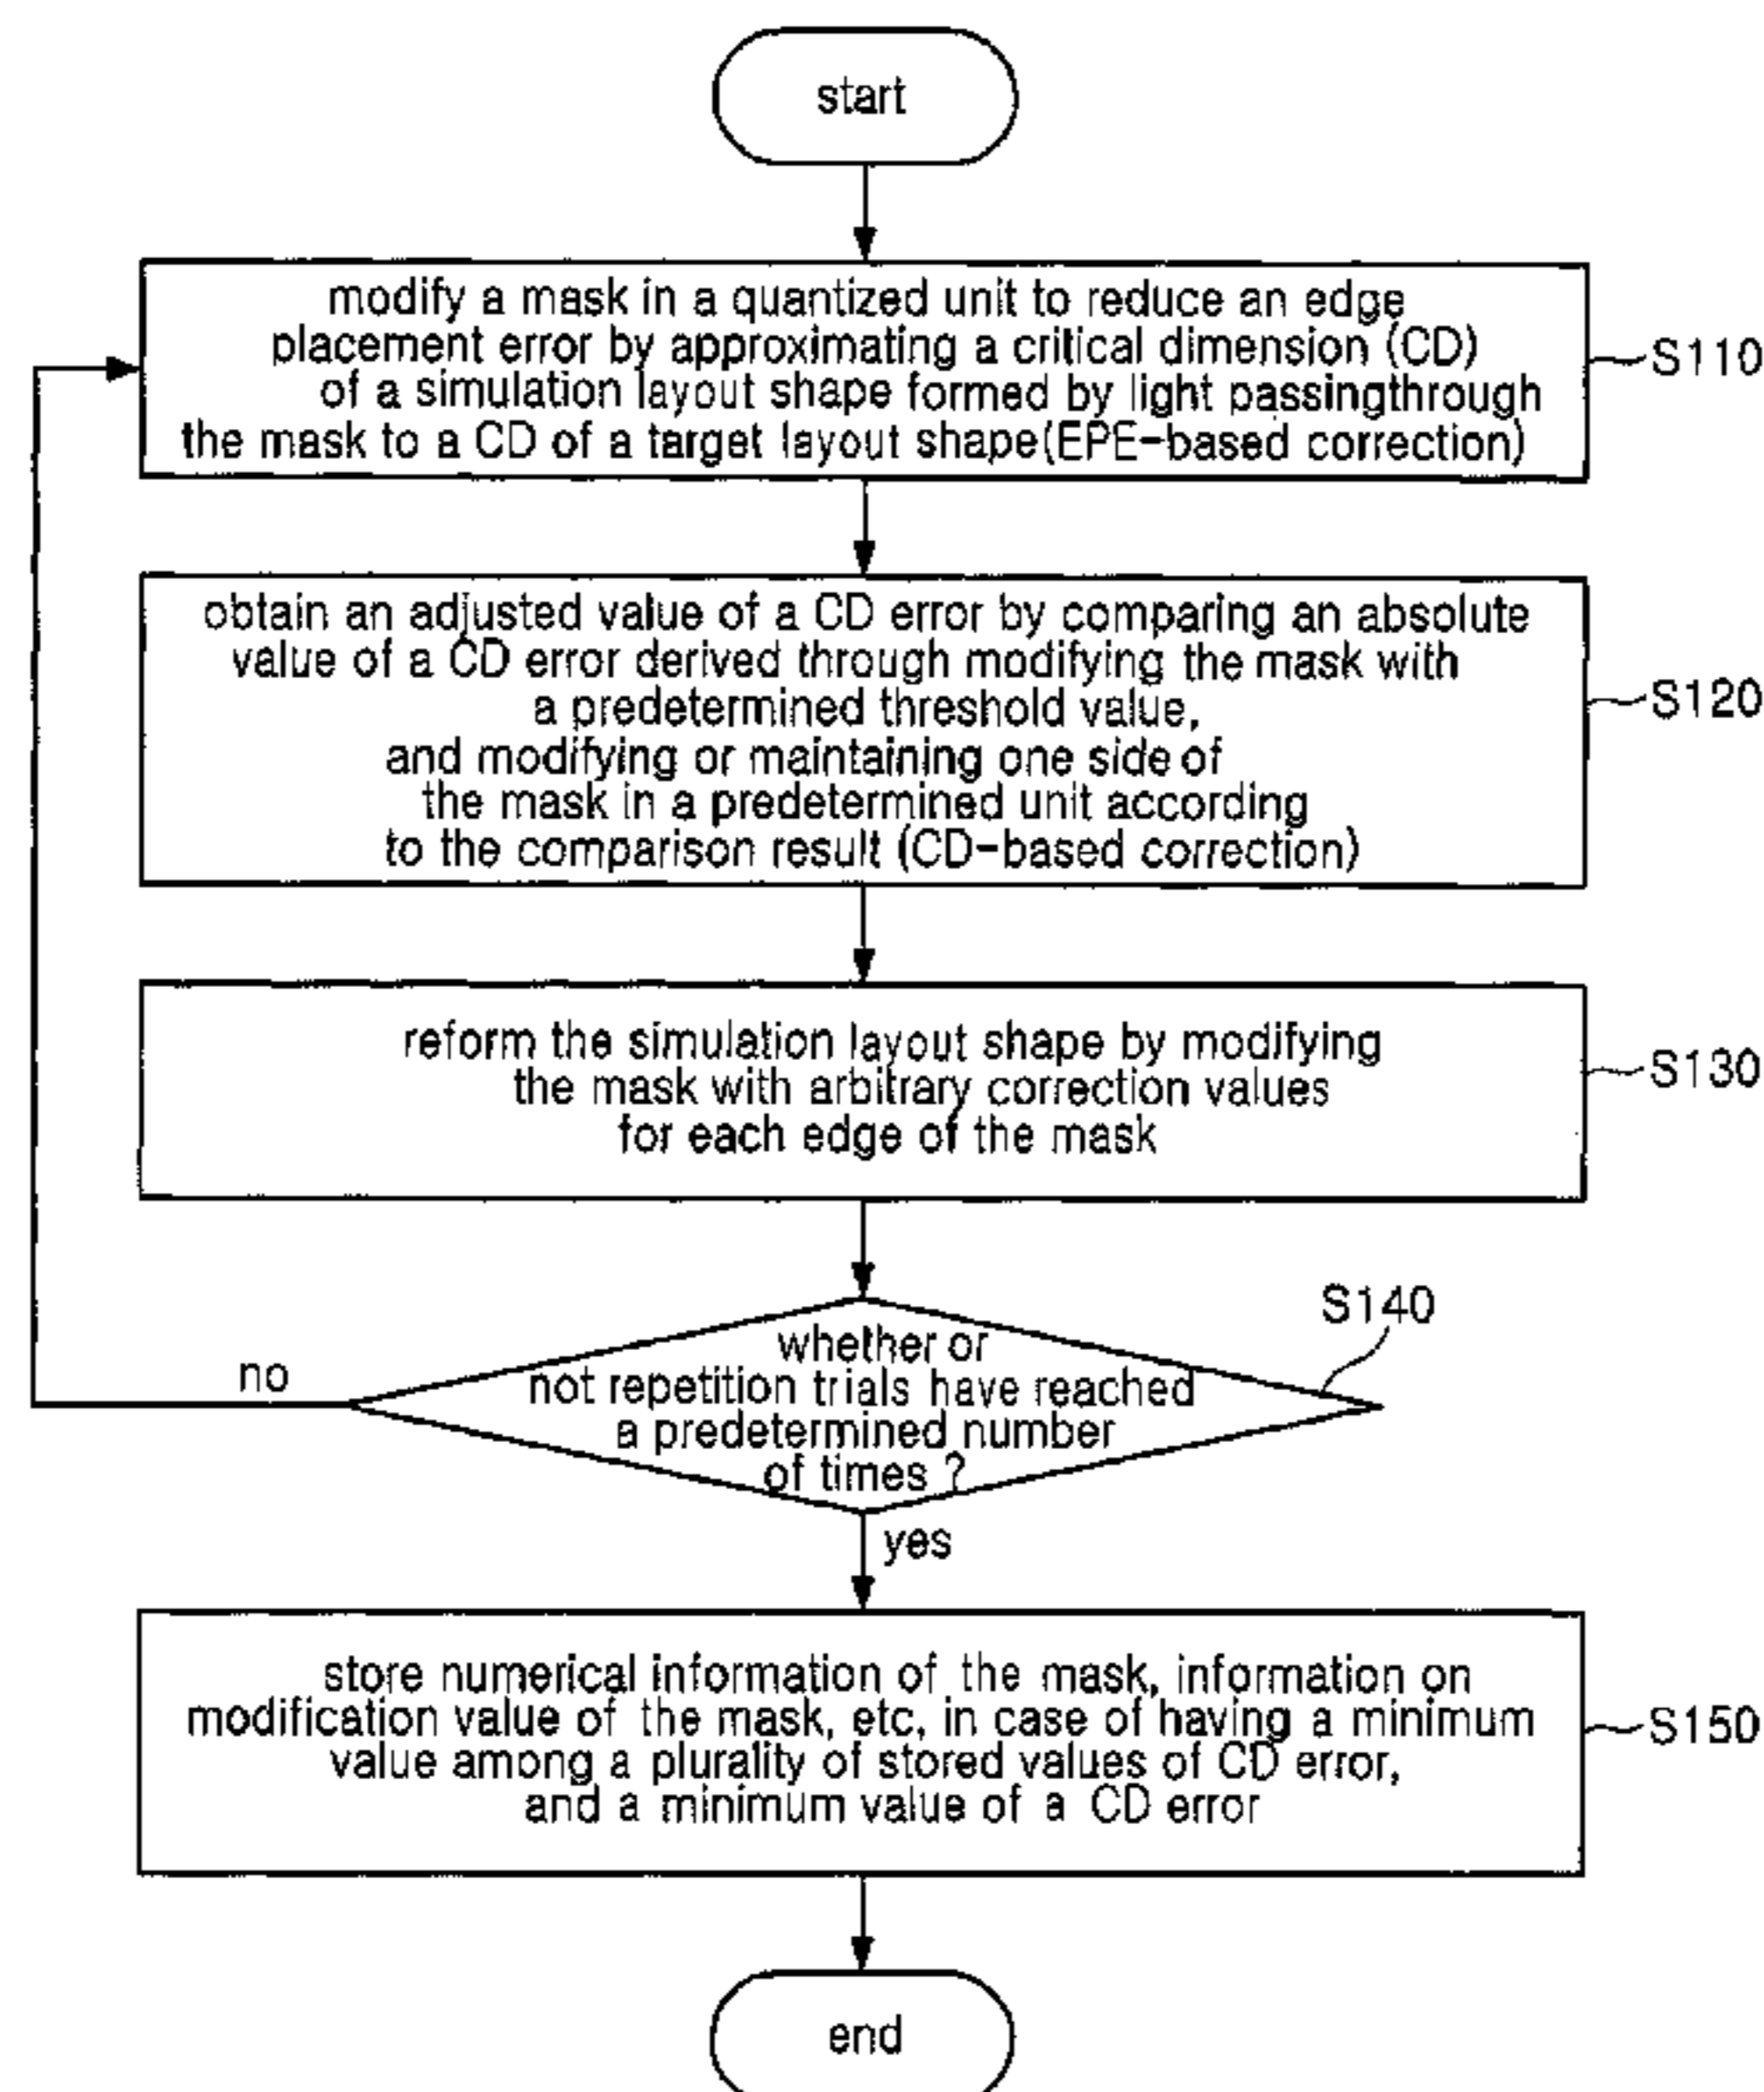 start
modify a mask in a quantized unit to reduce an edge
placement error by approximating a critical dimension (CD)
of a simulation layout shape formed by light passingthrough
the mask to a CD of a target layout shape(EPE-based correction)
S110
obtain an adjusted value of a CD error by comparing an absolute
value of a CD error derived through modifying the mask with
a predetermined threshold value,
and modifying or maintaining one side of
the mask in a predetermined unit according
to the comparison result (CD-based correction)
S120
reform the simulation layout shape by modifying
the mask with arbitrary correction values
for each edge of the mask
S130
S140
whether or
not repetition trials have reached
a predetermined number
of times ?
no
yes
store numerical information of the mask, information on
modification value of the mask, etc, in case of having a minimum
value among a plurality of stored values of CD error,
and a minimum value of a CD error
S150
end